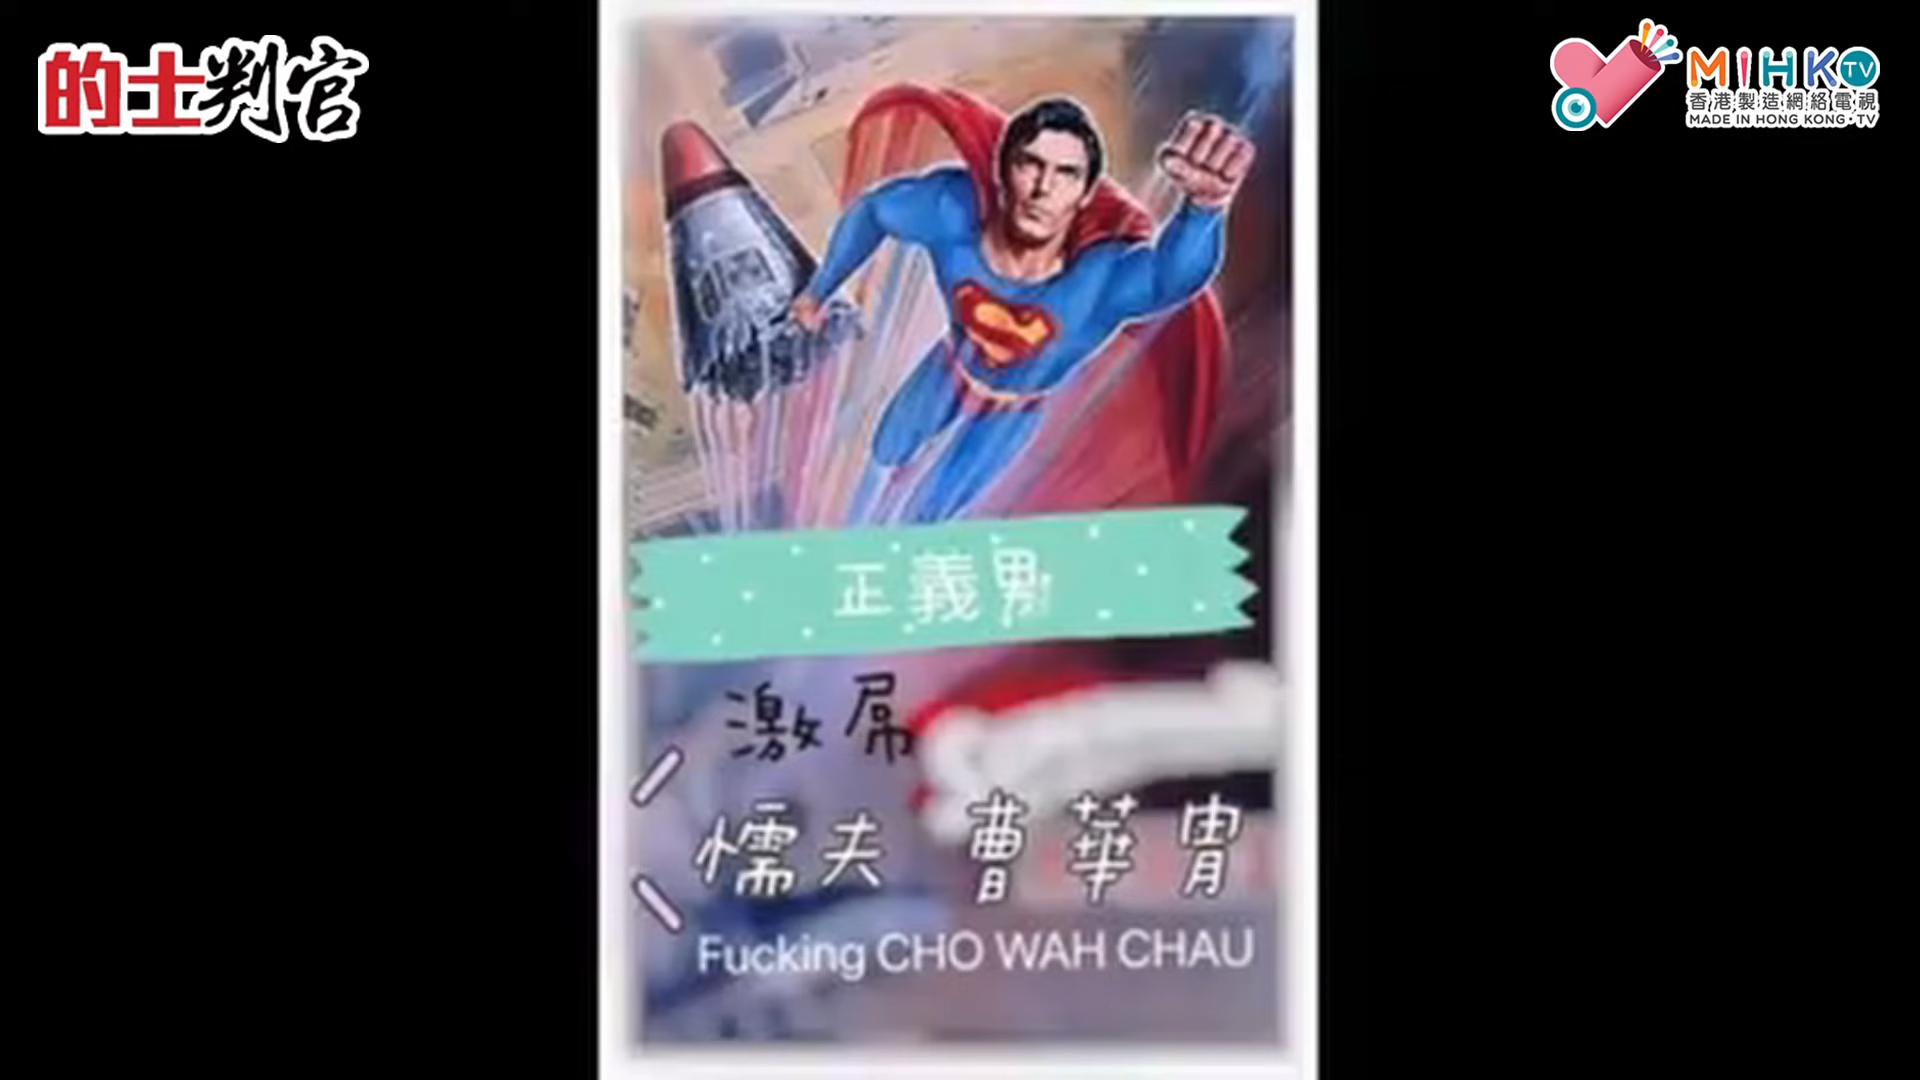 的士判官
MIHK TV
香港製造網絡電視
MADE IN HONG KONG · TV
正義男
激屌
懦夫 曹華胄
Fucking CHO WAH CHAU